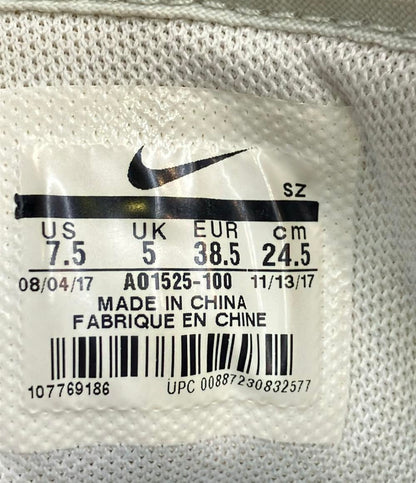 SZ
US UK EUR cm
7.5 5 38.5 24.5
08/04/17 AO1525-100 11/13/17
MADE IN CHINA
FABRIQUE EN CHINE
107769186 UPC 00887230832577